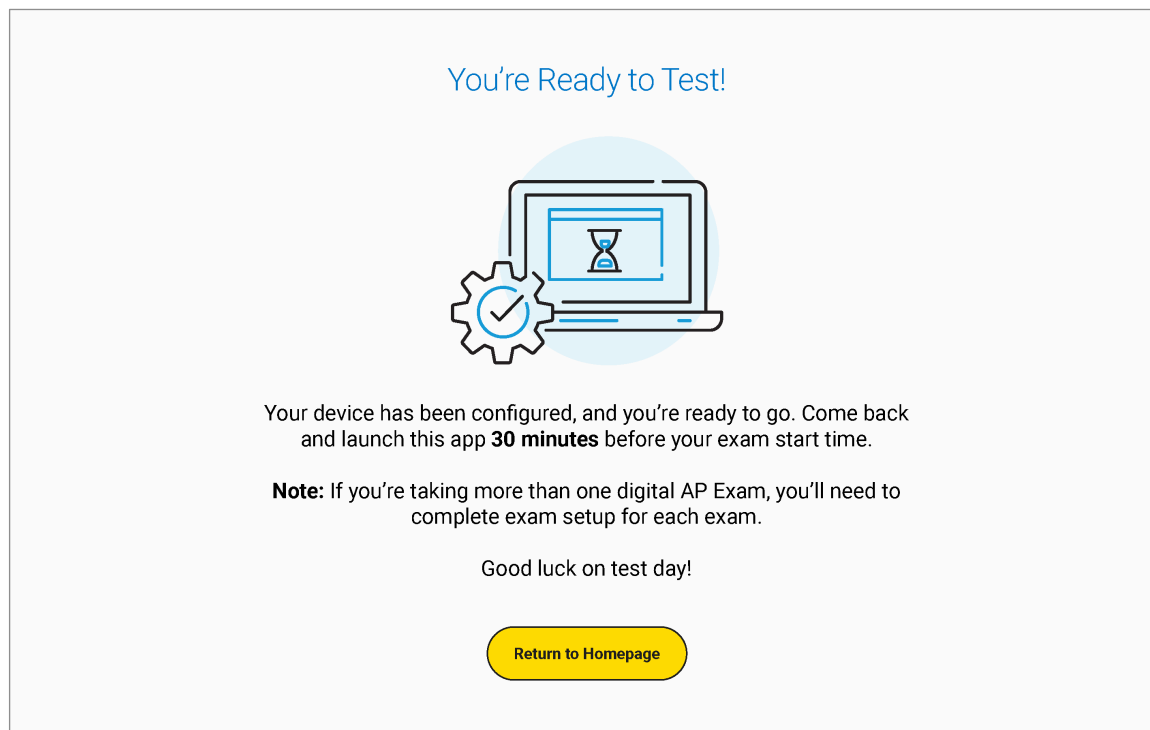 You're Ready to Test!
Your device has been configured, and you're ready to go. Come back
and launch this app 30 minutes before your exam start time.
Note: If you're taking more than one digital AP Exam, you'll need to
complete exam setup for each exam.
Good luck on test day!
Return to Homepage